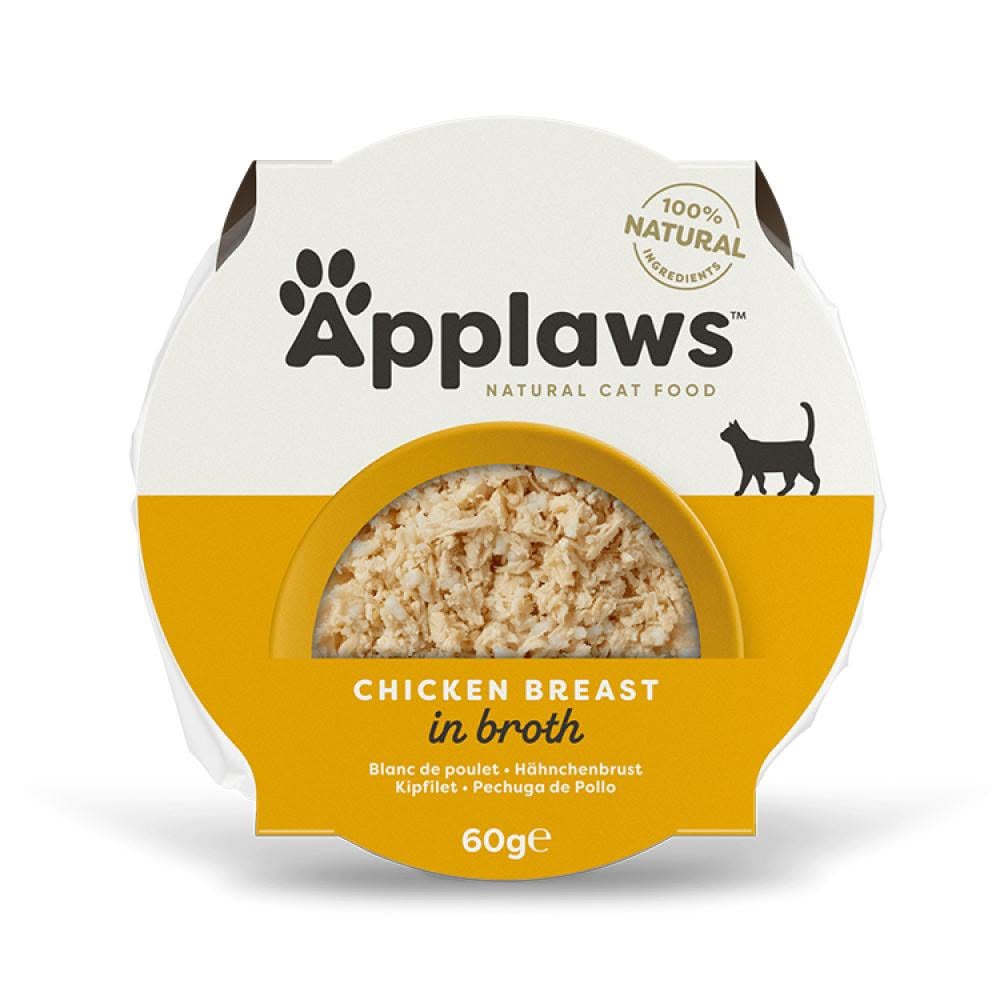 100%
NATURAL
INGREDIENTS
Applaws™
NATURAL CAT FOOD
CHICKEN BREAST
in broth
Blanc de poulet • Hähnchenbrust
Kipfilet • Pechuga de Pollo
60g℮